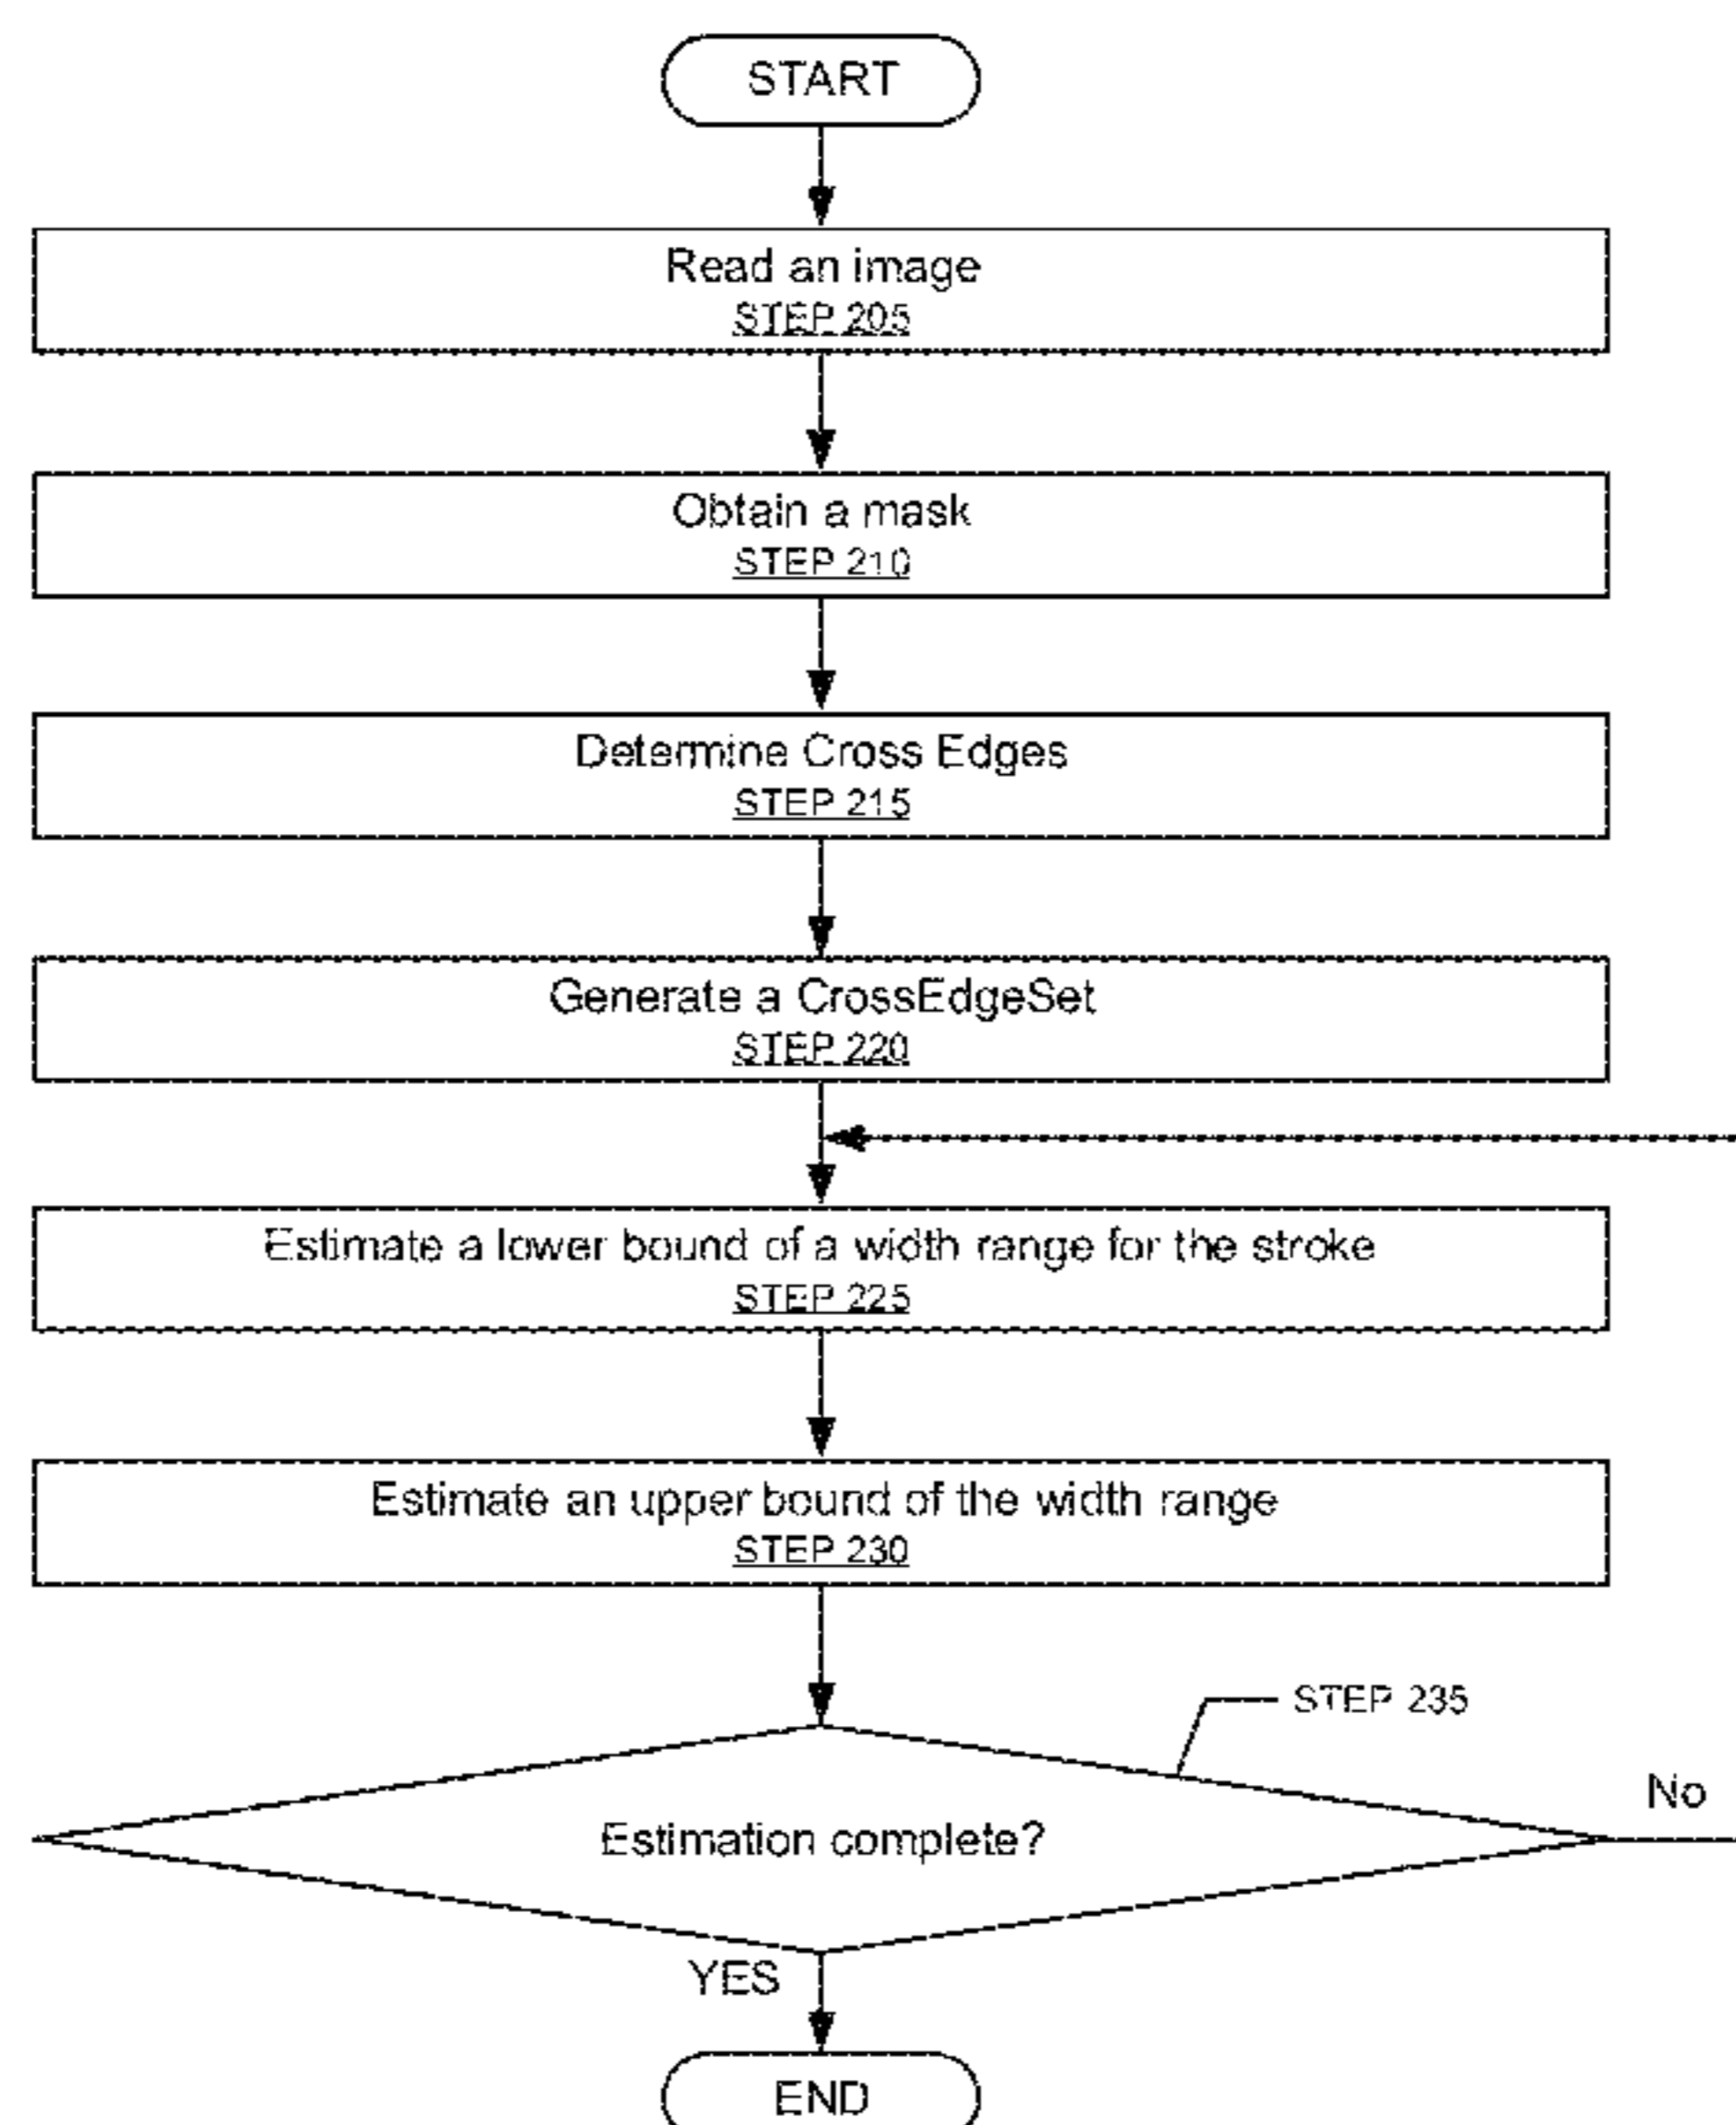 START
Read an image
STEP 205
Obtain a mask
STEP 210
Determine Cross Edges
STEP 215
Generate a CrossEdgeSet
STEP 220
Estimate a lower bound of a width range for the stroke
STEP 225
Estimate an upper bound of the width range
STEP 230
STEP 235
No
Estimation complete?
YES
END